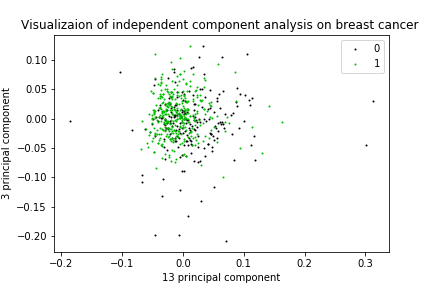 Visualizaion of independent component analysis on breast cancer
0
1
0.10
0.05
0.00
−0.05
−0.10
−0.15
−0.20
3 principal component
−0.2 −0.1 0.0 0.1 0.2 0.3
13 principal component